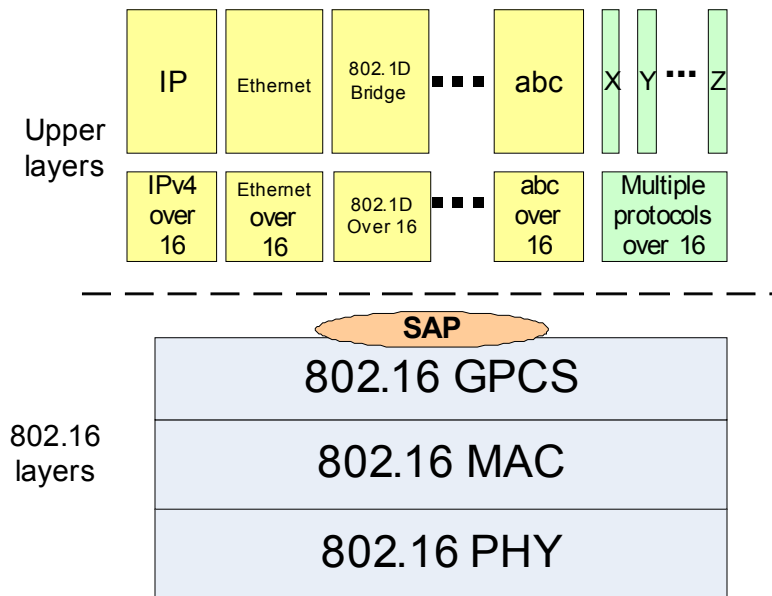 IP
Ethernet
802.1D
Bridge
abc
X
Y
Z
Upper
layers
IPv4
over
16
Ethernet
over
16
802.1D
Over 16
abc
over
16
Multiple
protocols
over 16
SAP
802.16 GPCS
802.16
layers
802.16 MAC
802.16 PHY